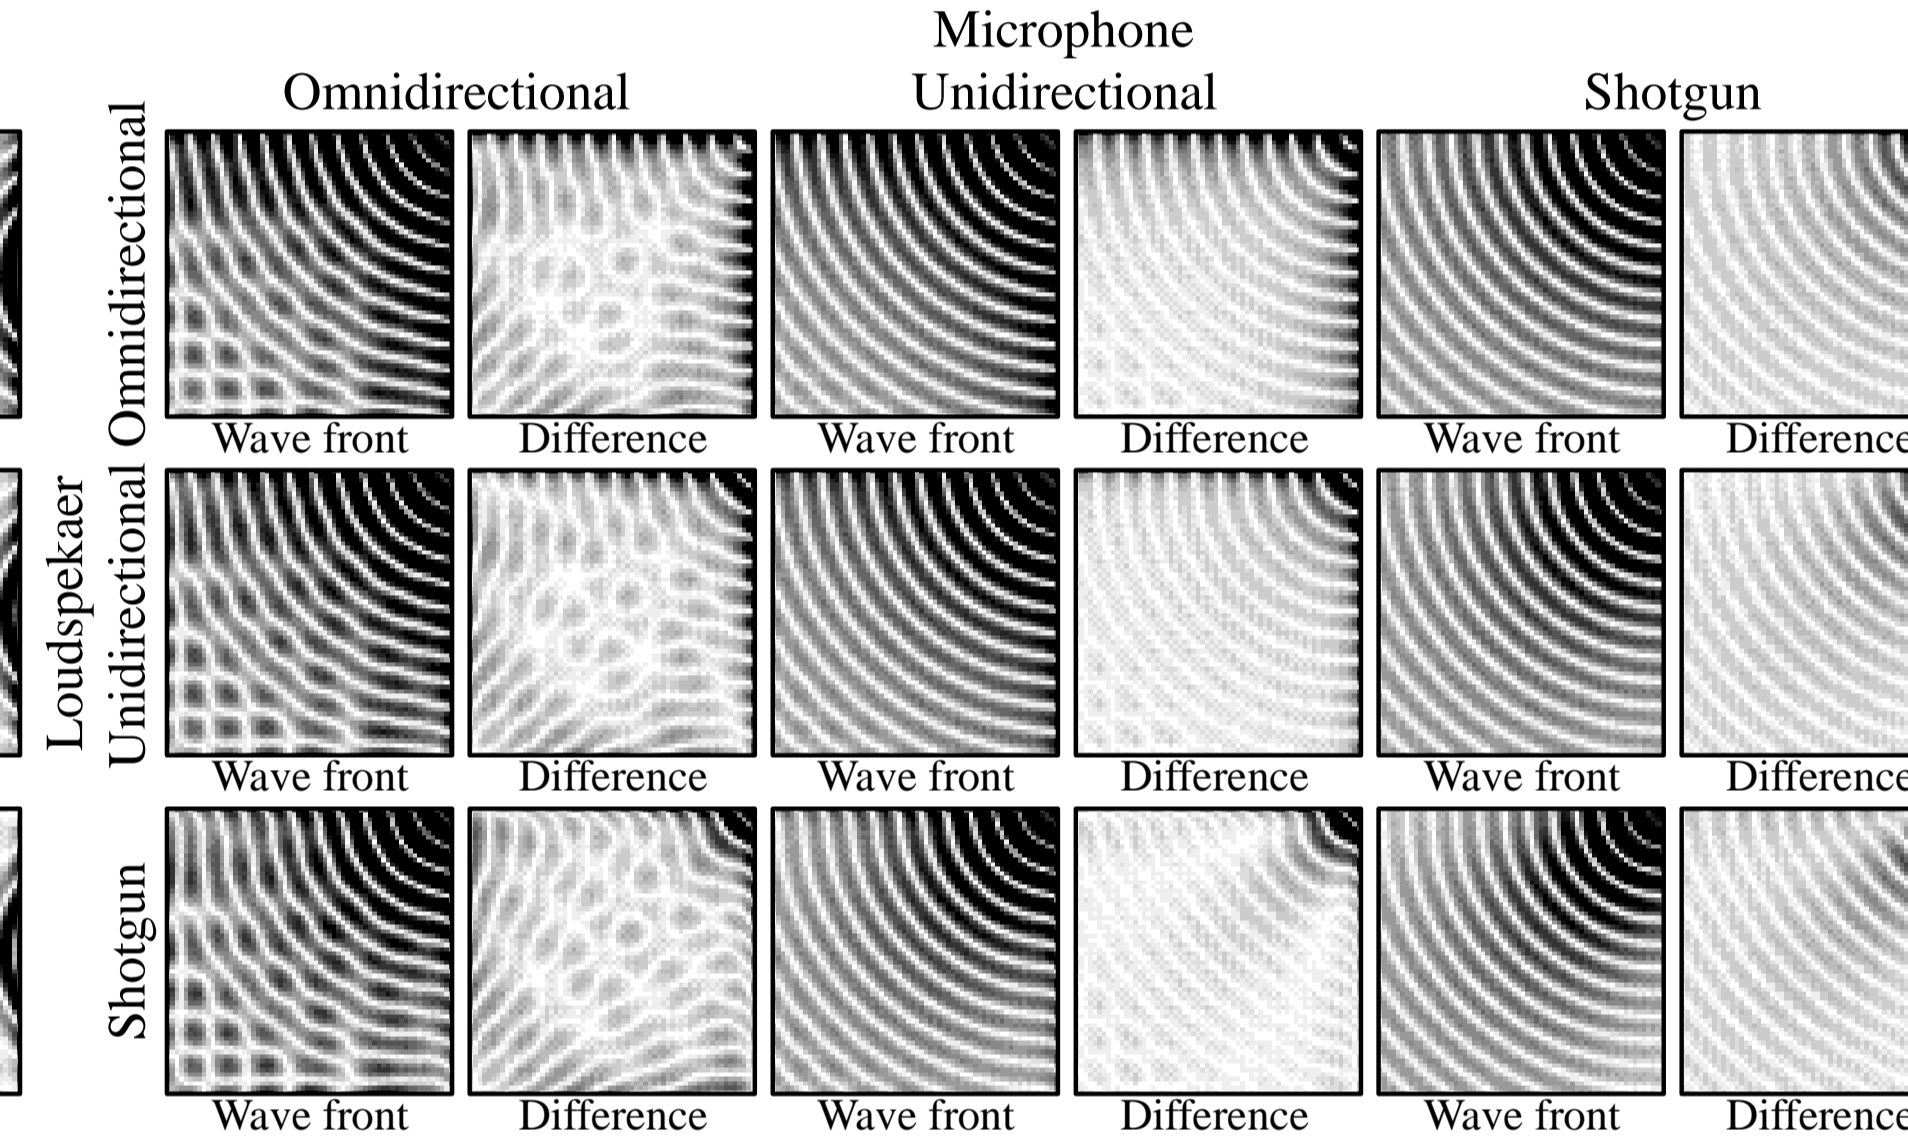 Microphone
Omnidirectional Unidirectional Shotgun
Loudspekaer
Omnidirectional
Wave front Difference Wave front Difference Wave front Difference
Unidirectional
Wave front Difference Wave front Difference Wave front Difference
Shotgun
Wave front Difference Wave front Difference Wave front Difference